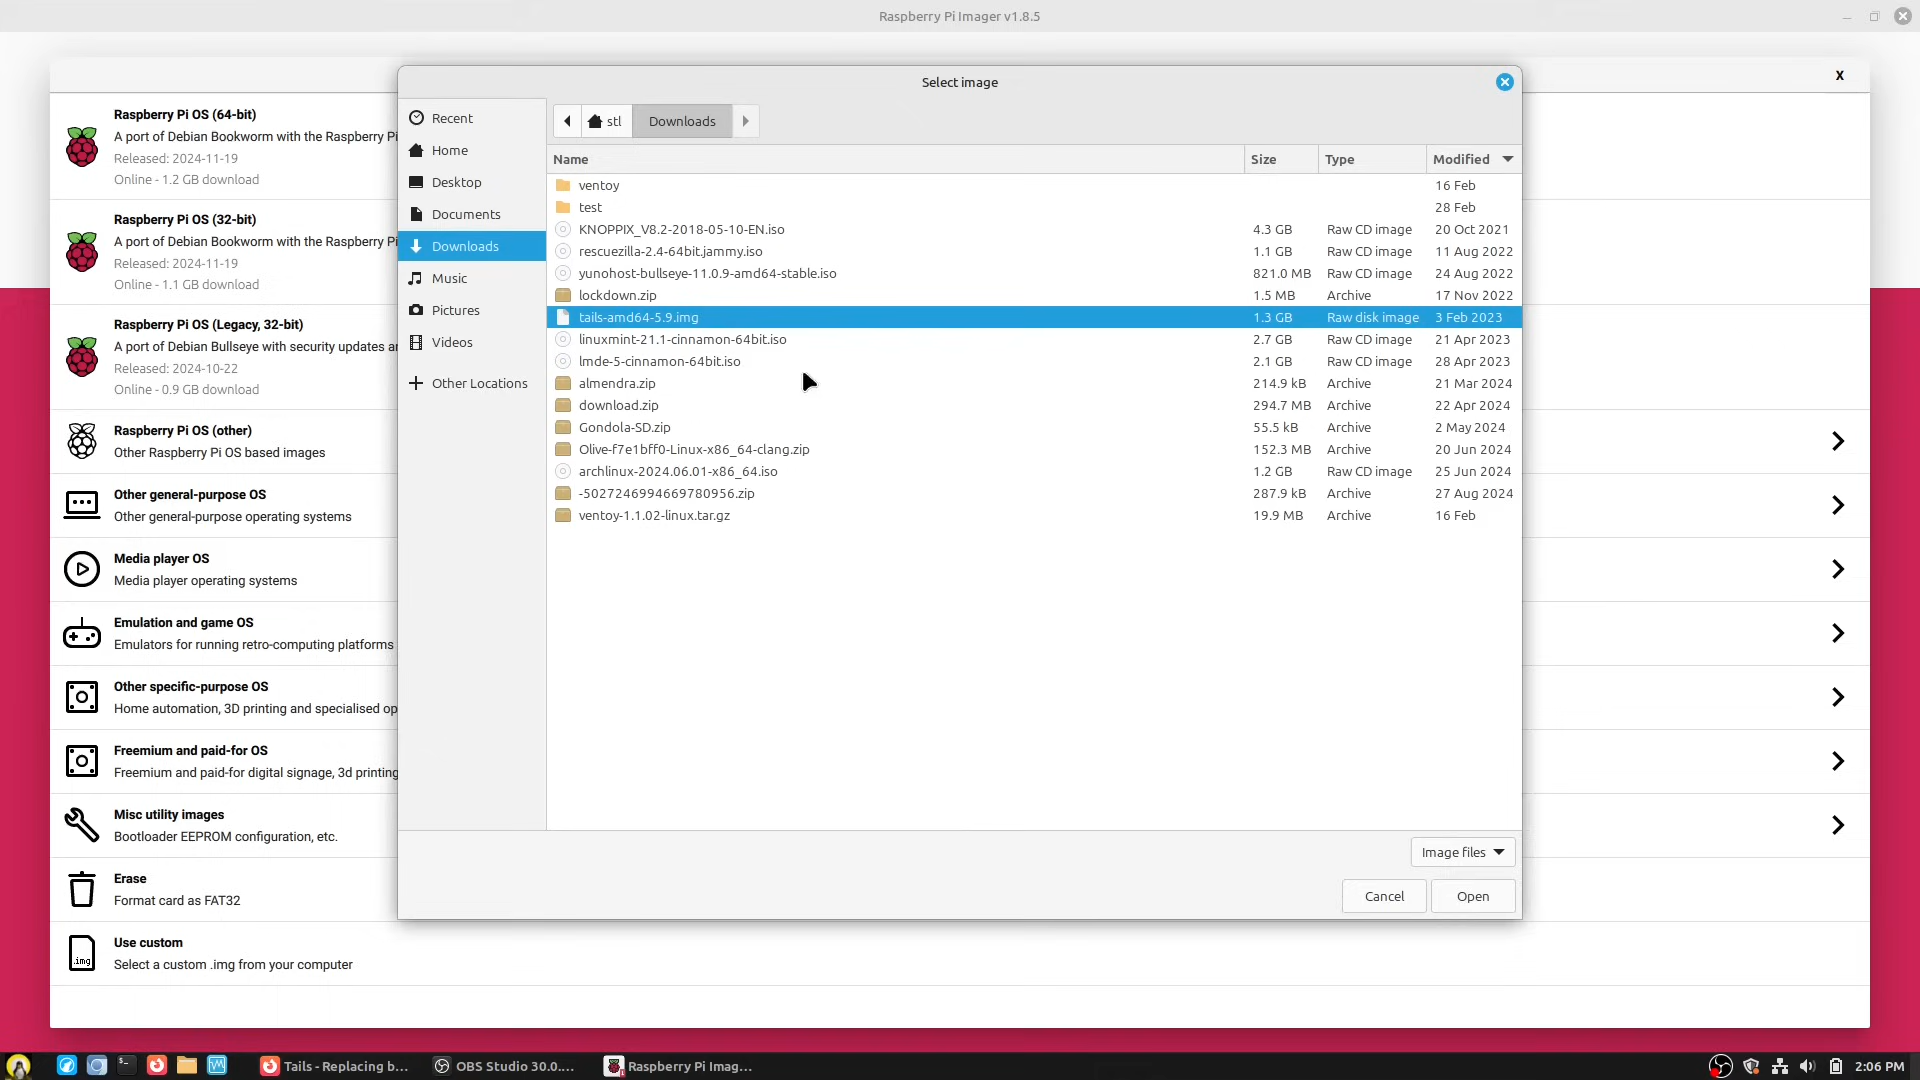 Raspberry Pi Imager v1.8.5
X
Raspberry Pi OS (64-bit)
A port of Debian Bookworm with the Raspberry Pi
Released: 2024-11-19
Online - 1.2 GB download
Raspberry Pi OS (32-bit)
A port of Debian Bookworm with the Raspberry Pi
Released: 2024-11-19
Online - 1.1 GB download
Raspberry Pi OS (Legacy, 32-bit)
A port of Debian Bullseye with security updates
Released: 2024-10-22
Online - 0.9 GB download
Raspberry Pi OS (other)
Other Raspberry Pi OS based images
Other general-purpose OS
Other general-purpose operating systems
Media player OS
Media player operating systems
Emulation and game OS
Emulators for running retro-computing platforms
Other specific-purpose OS
Home automation, 3D printing and specialised op
Freemium and paid-for OS
Freemium and paid-for digital signage, 3d printing
Misc utility images
Bootloader EEPROM configuration, etc.
Erase
Format card as FAT32
.img
Use custom
Select a custom .img from your computer
Select image
Recent
Home
Desktop
Documents
Downloads
Music
Pictures
Videos
Other Locations
stl Downloads
Name Size Type Modified
ventoy 16 Feb
test 28 Feb
KNOPPIX_V8.2-2018-05-10-EN.iso 4.3 GB Raw CD image 20 Oct 2021
rescuezilla-2.4-64bit.jammy.iso 1.1 GB Raw CD image 11 Aug 2022
yunohost-bullseye-11.0.9-amd64-stable.iso 821.0 MB Raw CD image 24 Aug 2022
lockdown.zip 1.5 MB Archive 17 Nov 2022
tails-amd64-5.9.img 1.3 GB Raw disk image 3 Feb 2023
linuxmint-21.1-cinnamon-64bit.iso 2.7 GB Raw CD image 21 Apr 2023
lmde-5-cinnamon-64bit.iso 2.1 GB Raw CD image 28 Apr 2023
almendra.zip 214.9 kB Archive 21 Mar 2024
download.zip 294.7 MB Archive 22 Apr 2024
Gondola-SD.zip 55.5 kB Archive 2 May 2024
Olive-f7e1bff0-Linux-x86_64-clang.zip 152.3 MB Archive 20 Jun 2024
archlinux-2024.06.01-x86_64.iso 1.2 GB Raw CD image 25 Jun 2024
-5027246994669780956.zip 287.9 kB Archive 27 Aug 2024
ventoy-1.1.02-linux.tar.gz 19.9 MB Archive 16 Feb
Image files
Cancel Open
Tails - Replacing b... OBS Studio 30.0.... Raspberry Pi Imag... 2:06 PM